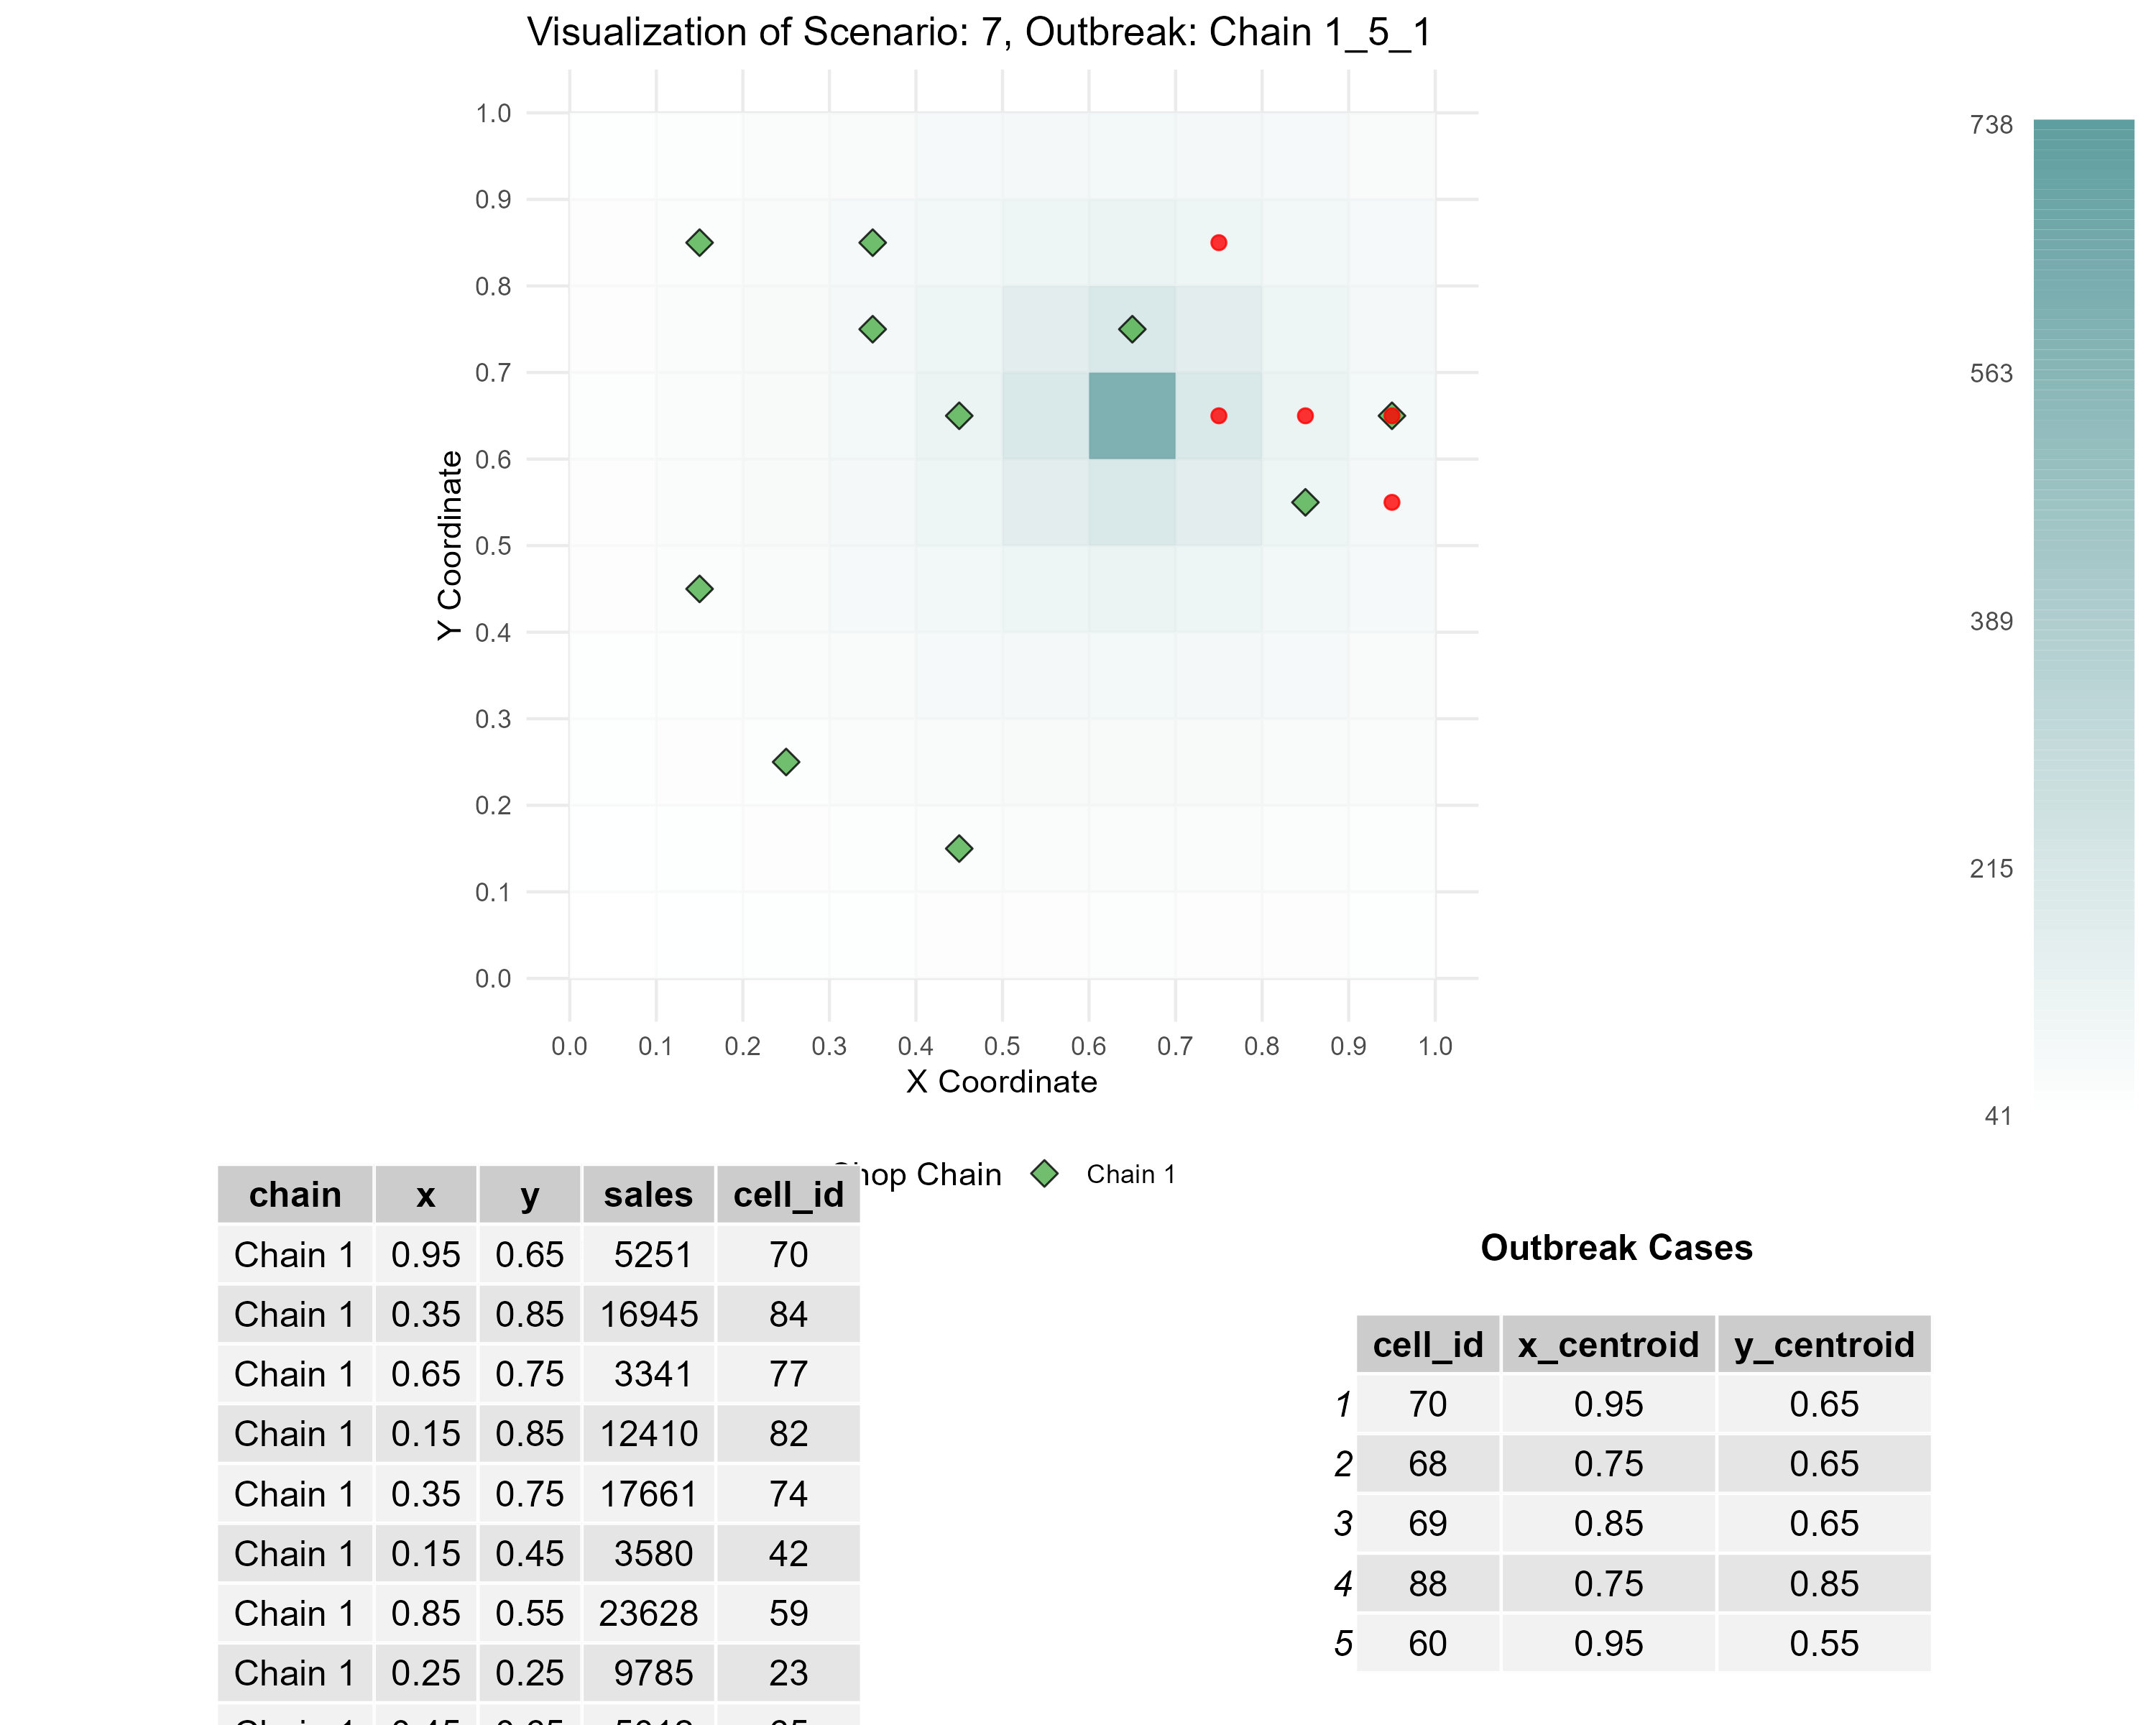 Visualization of Scenario: 7, Outbreak: Chain 1_5_1
Y Coordinate
1.0
0.9
0.8
0.7
0.6
0.5
0.4
0.3
0.2
0.1
0.0
0.0 0.1 0.2 0.3 0.4 0.5 0.6 0.7 0.8 0.9 1.0
X Coordinate
738
563
389
215
41
hop Chain Chain 1
chain x y sales cell_id
Chain 1 0.95 0.65 5251 70
Chain 1 0.35 0.85 16945 84
Chain 1 0.65 0.75 3341 77
Chain 1 0.15 0.85 12410 82
Chain 1 0.35 0.75 17661 74
Chain 1 0.15 0.45 3580 42
Chain 1 0.85 0.55 23628 59
Chain 1 0.25 0.25 9785 23
Outbreak Cases
cell_id x_centroid y_centroid
1 70 0.95 0.65
2 68 0.75 0.65
3 69 0.85 0.65
4 88 0.75 0.85
5 60 0.95 0.55